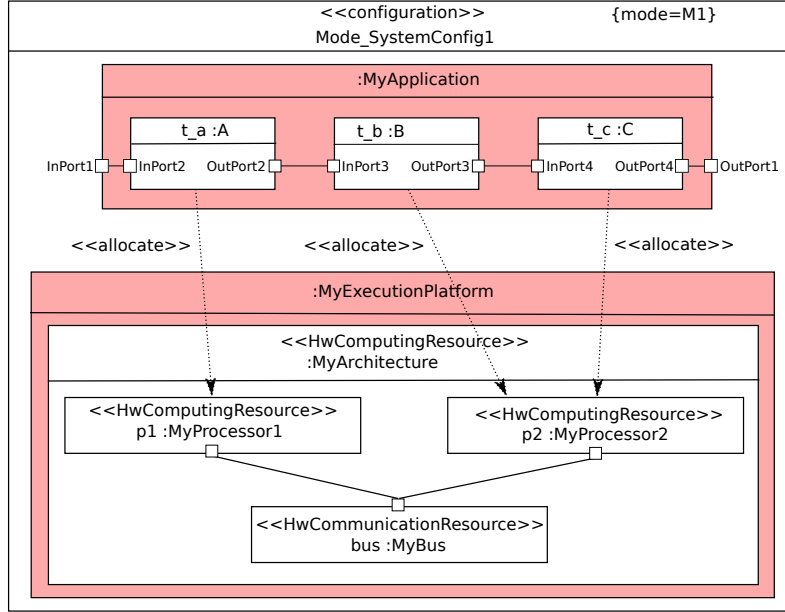 <<configuration>> {mode=M1}
Mode_SystemConfig1
:MyApplication
t_a :A
t_b :B
t_c :C
InPort1
InPort2
OutPort2
InPort3
OutPort3
InPort4
OutPort4
OutPort1
<<allocate>>
<<allocate>>
<<allocate>>
:MyExecutionPlatform
<<HwComputingResource>>
:MyArchitecture
<<HwComputingResource>>
p1 :MyProcessor1
<<HwComputingResource>>
p2 :MyProcessor2
<<HwCommunicationResource>>
bus :MyBus